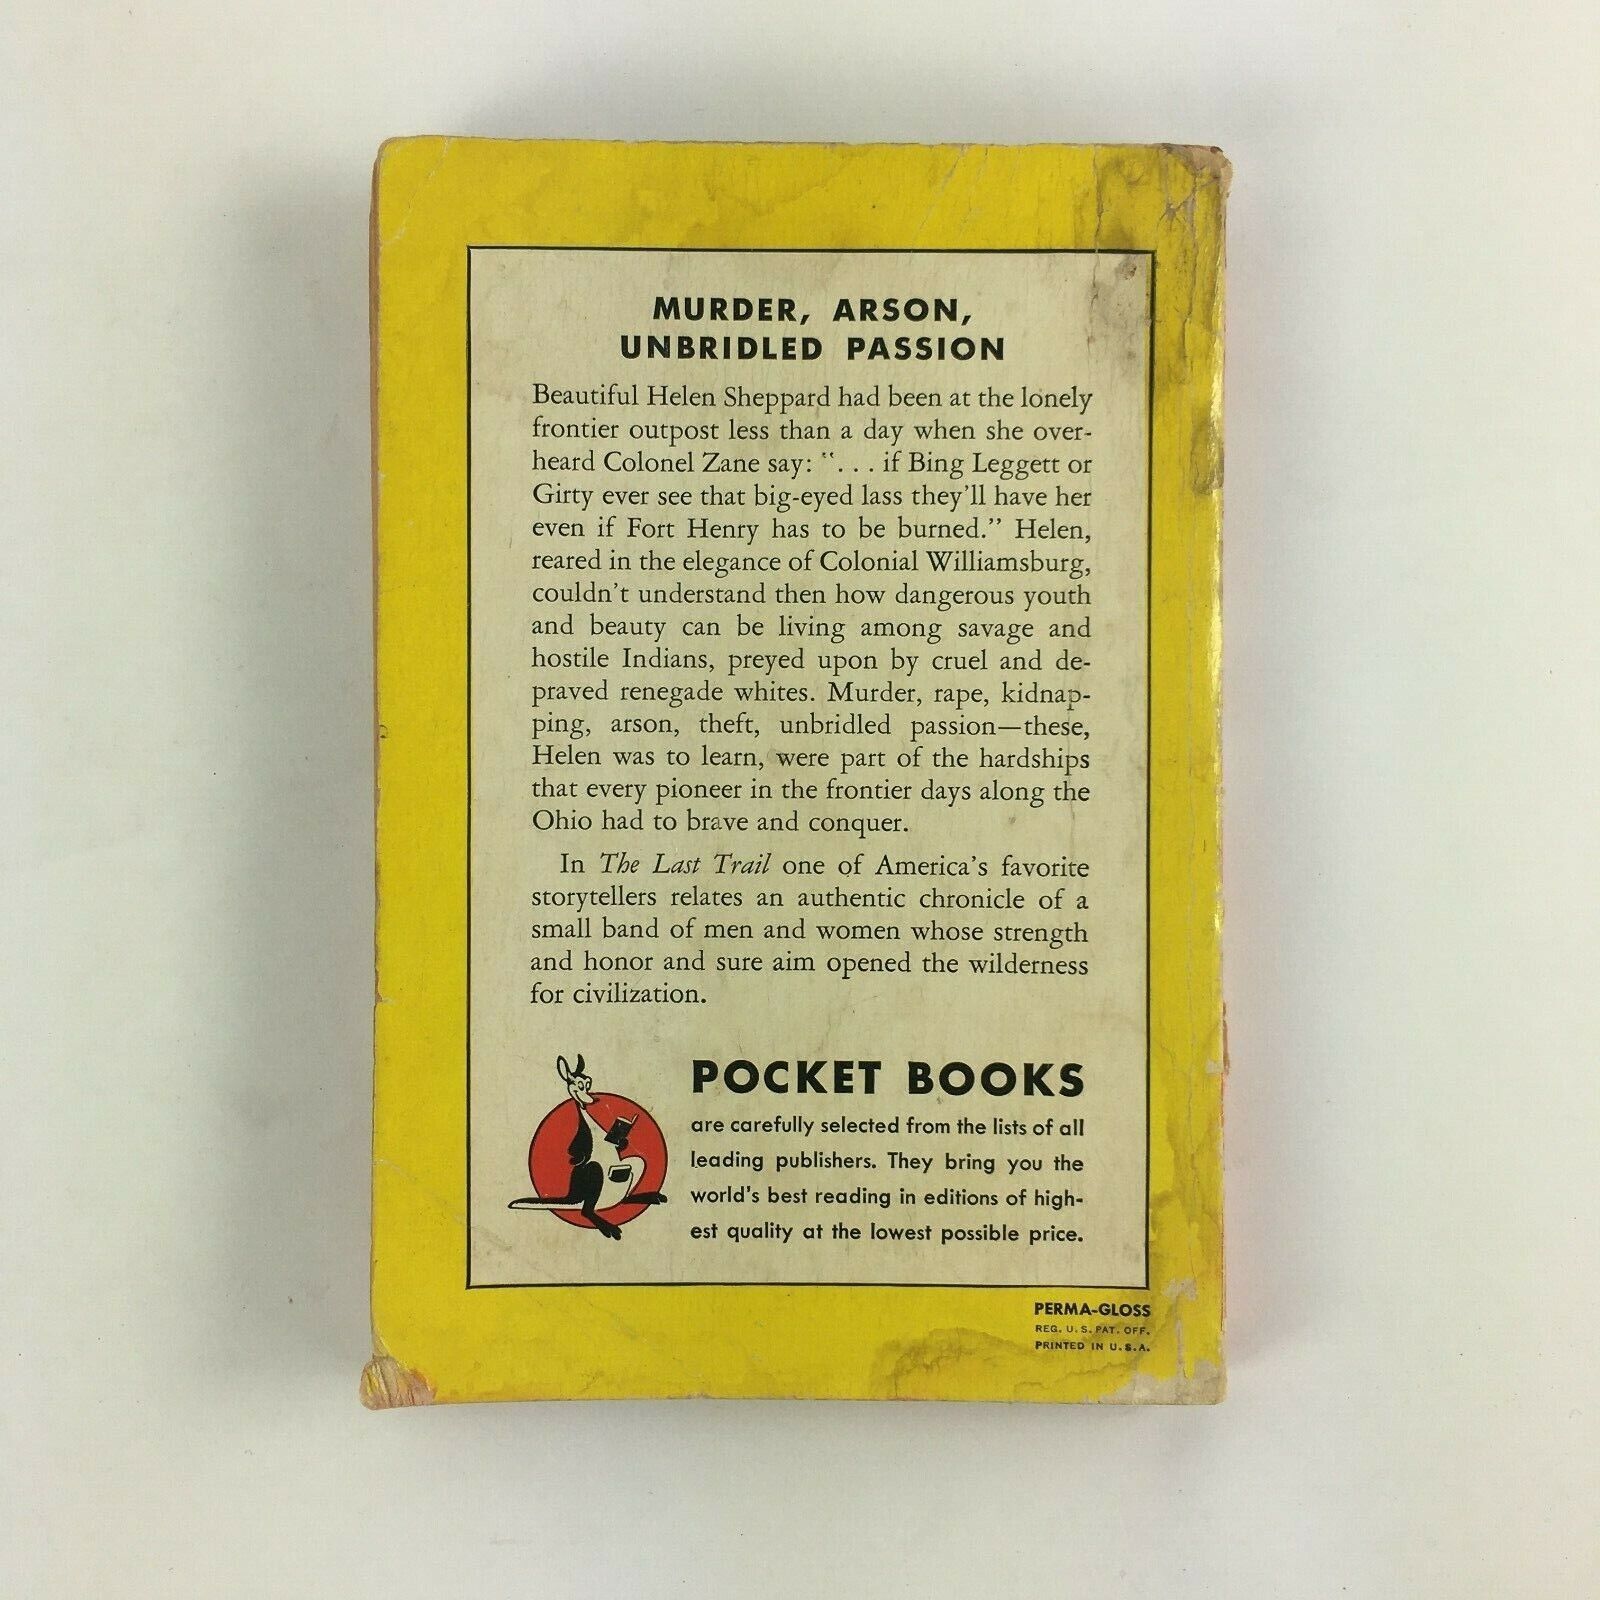 MURDER, ARSON,
UNBRIDLED PASSION
Beautiful Helen Sheppard had been at the lonely
frontier outpost less than a day when she over-
heard Colonel Zane say: “. . . if Bing Leggett or
Girty ever see that big-eyed lass they’ll have her
even if Fort Henry has to be burned.” Helen,
reared in the elegance of Colonial Williamsburg,
couldn’t understand then how dangerous youth
and beauty can be living among savage and
hostile Indians, preyed upon by cruel and de-
praved renegade whites. Murder, rape, kidnap-
ping, arson, theft, unbridled passion—these,
Helen was to learn, were part of the hardships
that every pioneer in the frontier days along the
Ohio had to brave and conquer.
In The Last Trail one of America’s favorite
storytellers relates an authentic chronicle of a
small band of men and women whose strength
and honor and sure aim opened the wilderness
for civilization.
POCKET BOOKS
are carefully selected from the lists of all
leading publishers. They bring you the
world’s best reading in editions of high-
est quality at the lowest possible price.
PERMA-GLOSS
REG. U. S. PAT. OFF.
PRINTED IN U. S. A.